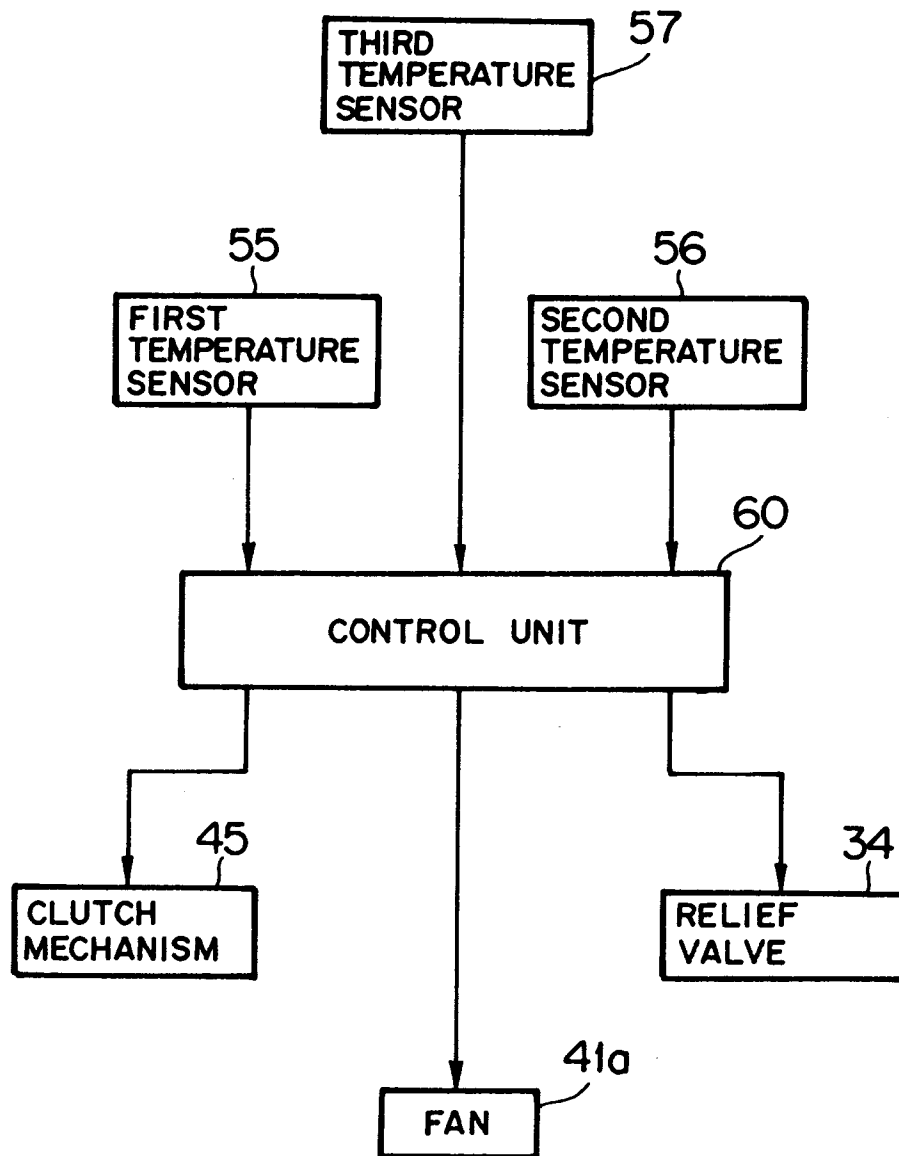 57
THIRD
TEMPERATURE
SENSOR
55
56
FIRST
TEMPERATURE
SENSOR
SECOND
TEMPERATURE
SENSOR
60
CONTROL UNIT
45
34
CLUTCH
MECHANISM
RELIEF
VALVE
41a
FAN